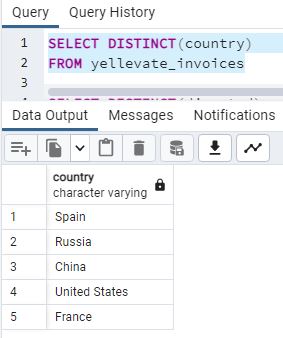 Query Query History
1 SELECT DISTINCT(country)
2 FROM yellevate_invoices
3
Data Output Messages Notifications
country
character varying
1 Spain
2 Russia
3 China
4 United States
5 France